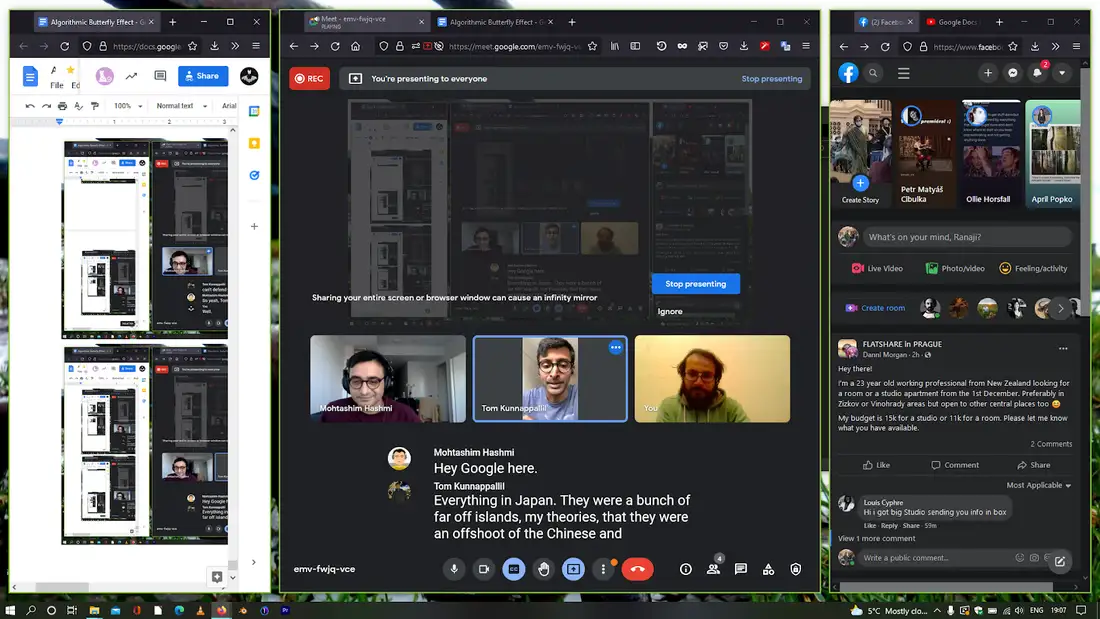 Algorithmic Butterfly Effect - G
https://docs.google
File
Ed
Share
100%
Normal text
Arial
Meet - emv-fwjq-vce
PLAYING
Algorithmic Butterfly Effect - G
https://meet.google.com/emv-fwjq-vc
REC
You're presenting to everyone
Stop presenting
Sharing your entire screen or browser window can cause an infinity mirror
Stop presenting
Ignore
Mohtashim Hashmi
Tom Kunnappallil
You
Mohtashim Hashmi
Hey Google here.
Tom Kunnappallil
Everything in Japan. They were a bunch of
far off islands, my theories, that they were
an offshoot of the Chinese and
emv-fwjq-vce
4
(2) Facebook
Google Docs
https://www.facebo
2
Create Story
Petr Matyáš
Cibulka
Ollie Horsfall
April Popko
What's on your mind, Ranaji?
Live Video
Photo/video
Feeling/activity
Create room
FLATSHARE in PRAGUE
Danni Morgan · 2h ·
Hey there!
I'm a 23 year old working professional from New Zealand looking for
a room or a studio apartment from the 1st December. Preferably in
Zizkov or Vinohrady areas but open to other central places too 😄
My budget is 15k for a studio or 11k for a room. Please let me know
what you have available.
2 Comments
Like
Comment
Share
Most Applicable
Louis Cyphre
Hi i got big Studio sending you info in box
Like · Reply · Share · 59m
View 1 more comment
Write a public comment...
5°C Mostly clo...
ENG
19:07